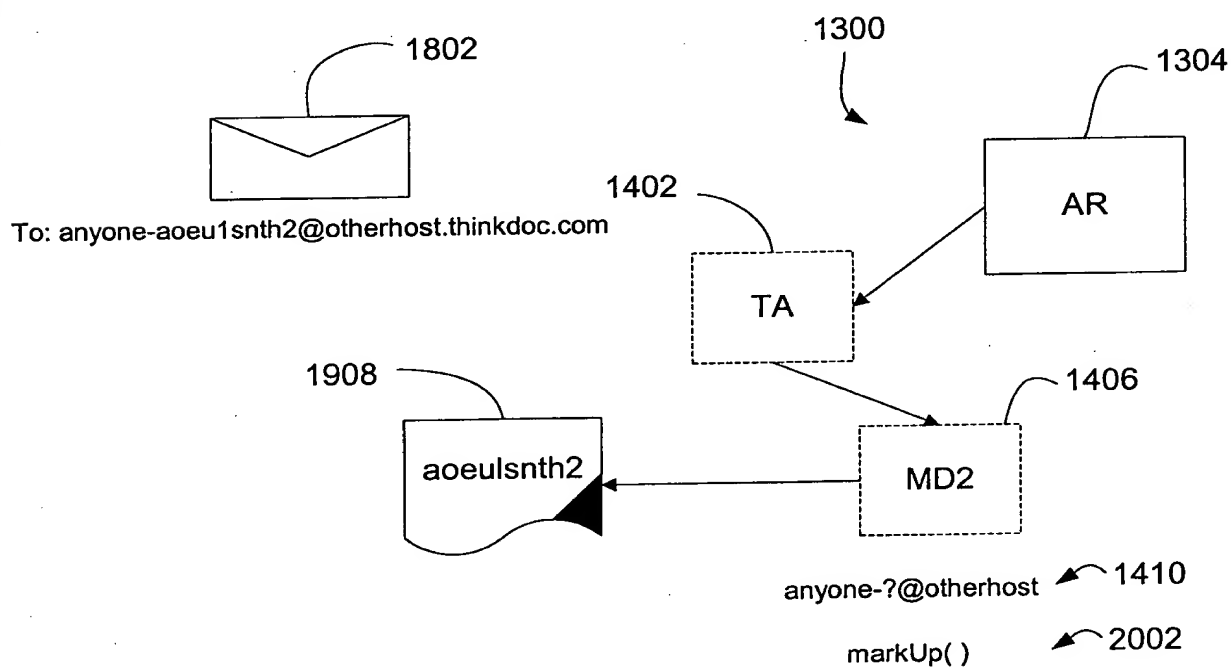 1802
1300
1304
1402
AR
To: anyone-aoeu1snth2@otherhost.thinkdoc.com
TA
1908
1406
aoeulsnth2
MD2
anyone-?@otherhost
1410
markUp( )
2002